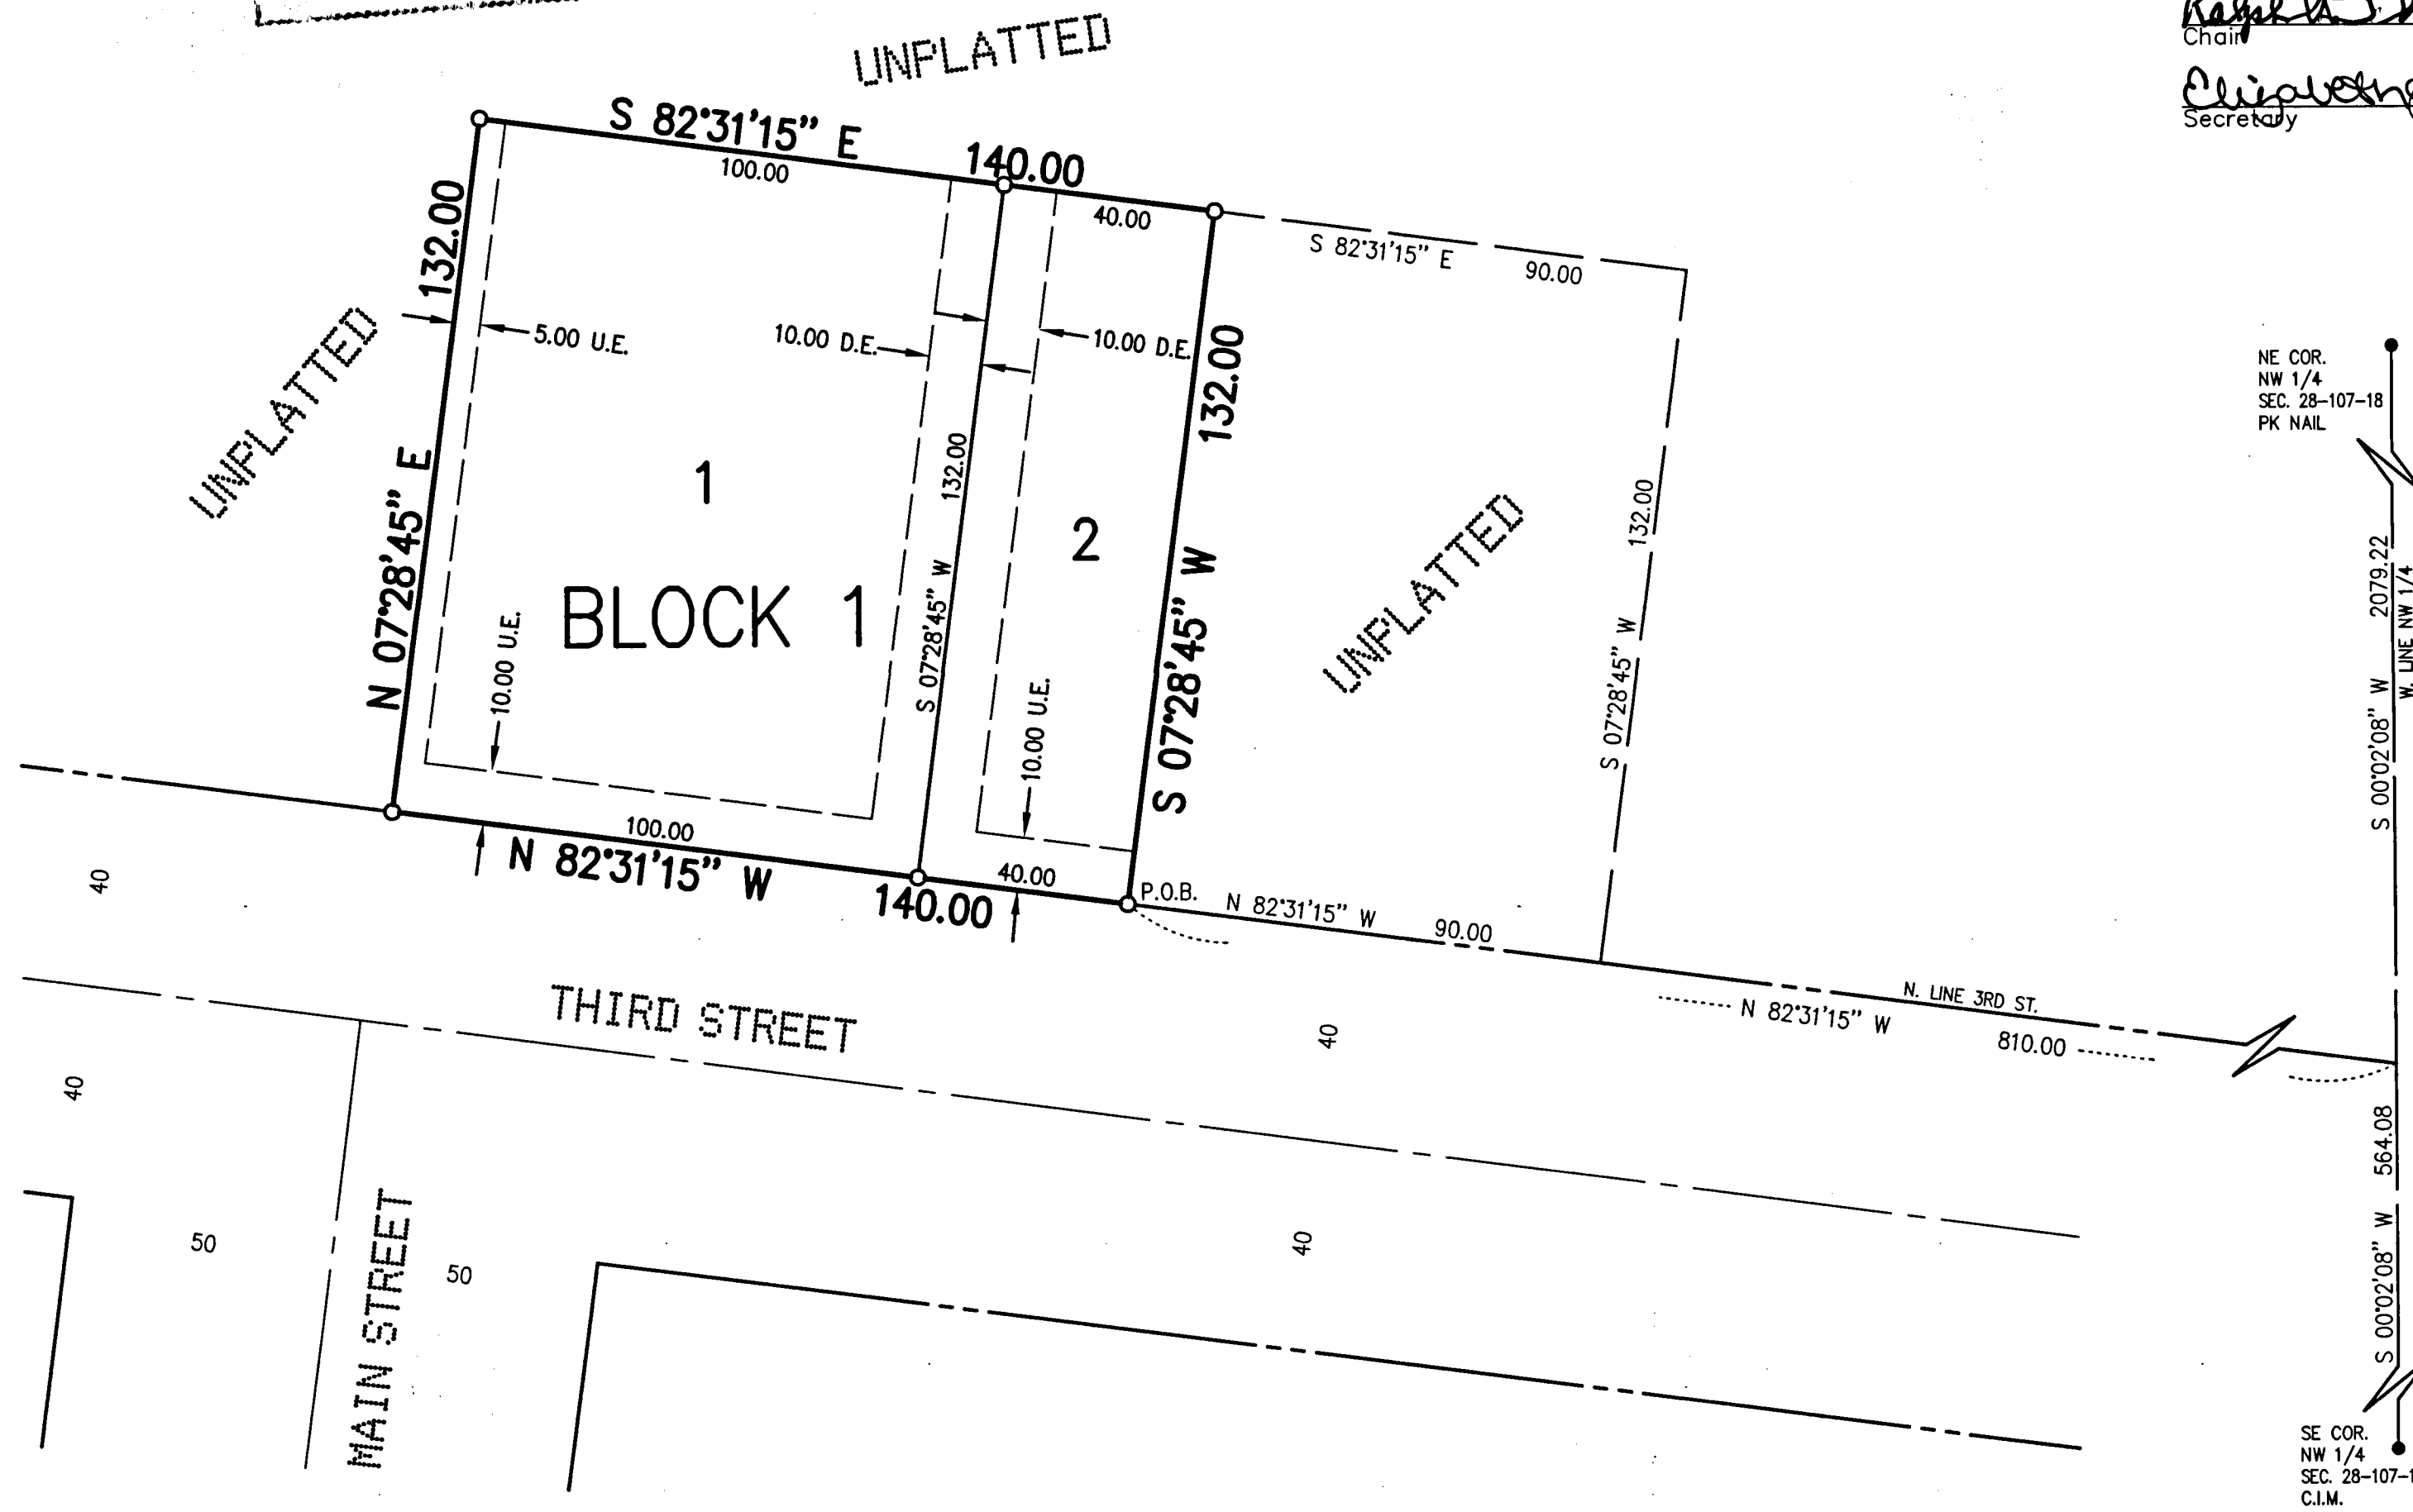 Chair
Secretary
UNPLATTED
S 82°31'15" E
140.00
100.00
40.00
S 82°31'15" E
90.00
132.00
N 07°28'45" E
UNPLATTED
5.00 U.E.
10.00 D.E.
10.00 D.E.
132.00
S 07°28'45" W
132.00
S 07°28'45" W
1
2
BLOCK 1
10.00 U.E.
10.00 U.E.
UNPLATTED
132.00
S 07°28'45" W
NE COR.
NW 1/4
SEC. 28-107-18
PK NAIL
S 00°02'08" W 2079.22
W. LINE NW 1/4
100.00
N 82°31'15" W
140.00
40.00
P.O.B.
N 82°31'15" W
90.00
N. LINE 3RD ST.
N 82°31'15" W
810.00
40
40
THIRD STREET
40
40
50
50
MAIN STREET
S 00°02'08" W 564.08
SE COR.
NW 1/4
SEC. 28-107-1
C.I.M.